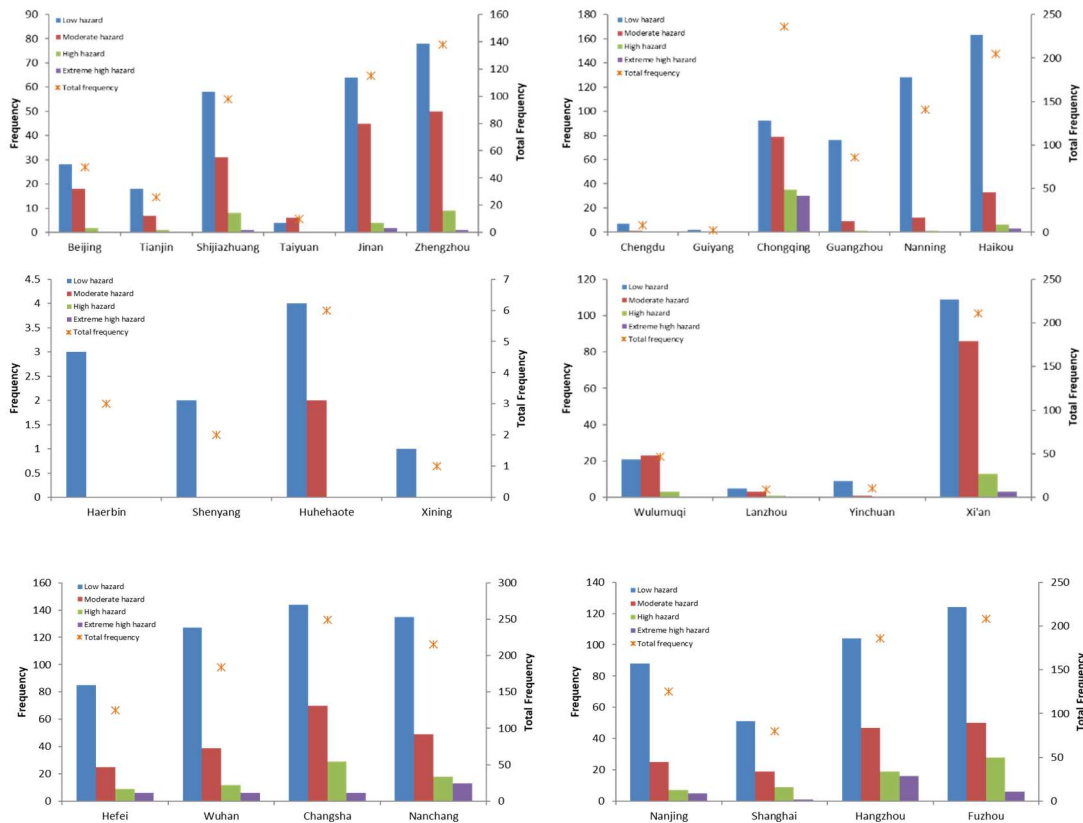 90
80
70
60
50
40
30
20
10
0
Frequency
Low hazard
Moderate hazard
High hazard
Extreme high hazard
Total frequency
160
140
120
100
80
60
40
20
0
Total Frequency
Beijing Tianjin Shijiazhuang Taiyuan Jinan Zhengzhou
180
160
140
120
100
80
60
40
20
0
Frequency
Low hazard
Moderate hazard
High hazard
Extreme high hazard
Total frequency
250
200
150
100
50
0
Total Frequency
Chengdu Guiyang Chongqing Guangzhou Nanning Haikou
4.5
4
3.5
3
2.5
2
1.5
1
0.5
0
Frequency
Low hazard
Moderate hazard
High hazard
Extreme high hazard
Total frequency
7
6
5
4
3
2
1
0
Total Frequency
Haerbin Shenyang Huhehaote Xining
120
100
80
60
40
20
0
Frequency
Low hazard
Moderate hazard
High hazard
Extreme high hazard
Total frequency
250
200
150
100
50
0
Total Frequency
Wulumuqi Lanzhou Yinchuan Xi'an
160
140
120
100
80
60
40
20
0
Frequency
Low hazard
Moderate hazard
High hazard
Extreme high hazard
Total frequency
300
250
200
150
100
50
0
Total Frequency
Hefei Wuhan Changsha Nanchang
140
120
100
80
60
40
20
0
Frequency
Low hazard
Moderate hazard
High hazard
Extreme high hazard
Total frequency
250
200
150
100
50
0
Total Frequency
Nanjing Shanghai Hangzhou Fuzhou